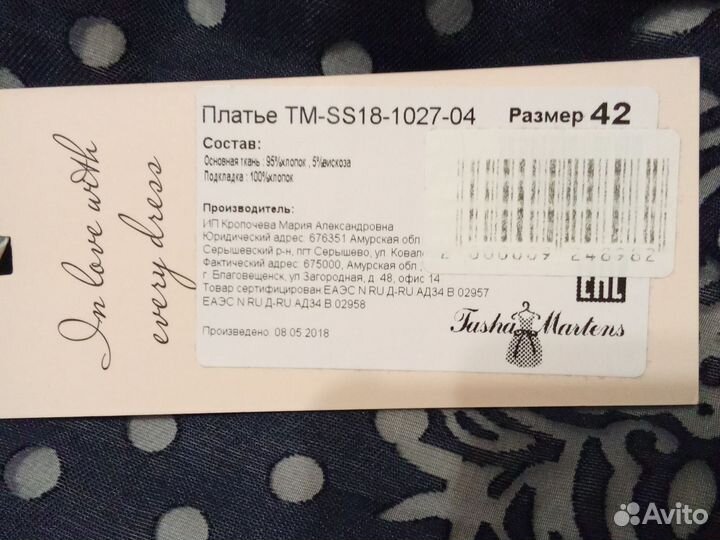 In love with
every dress
Платье TM-SS18-1027-04 Размер 42
Состав:
Основная ткань : 95%хлопок , 5%вискоза
Подкладка : 100%хлопок
Производитель:
ИП Кропочева Мария Александровна
Юридический адрес: 676351 Амурская обл
Серышевский р-н, пгт Серышево, ул. Ковале
Фактический адрес: 675000, Амурская обл ,
г. Благовещенск, ул.Загородная, д. 48, офис 14
Товар сертифицирован ЕАЭС N RU Д-RU АД34 В 02957
ЕАЭС N RU Д-RU АД34 В 02958
Произведено: 08.05.2018
EAC
Tasha Martens
Avito